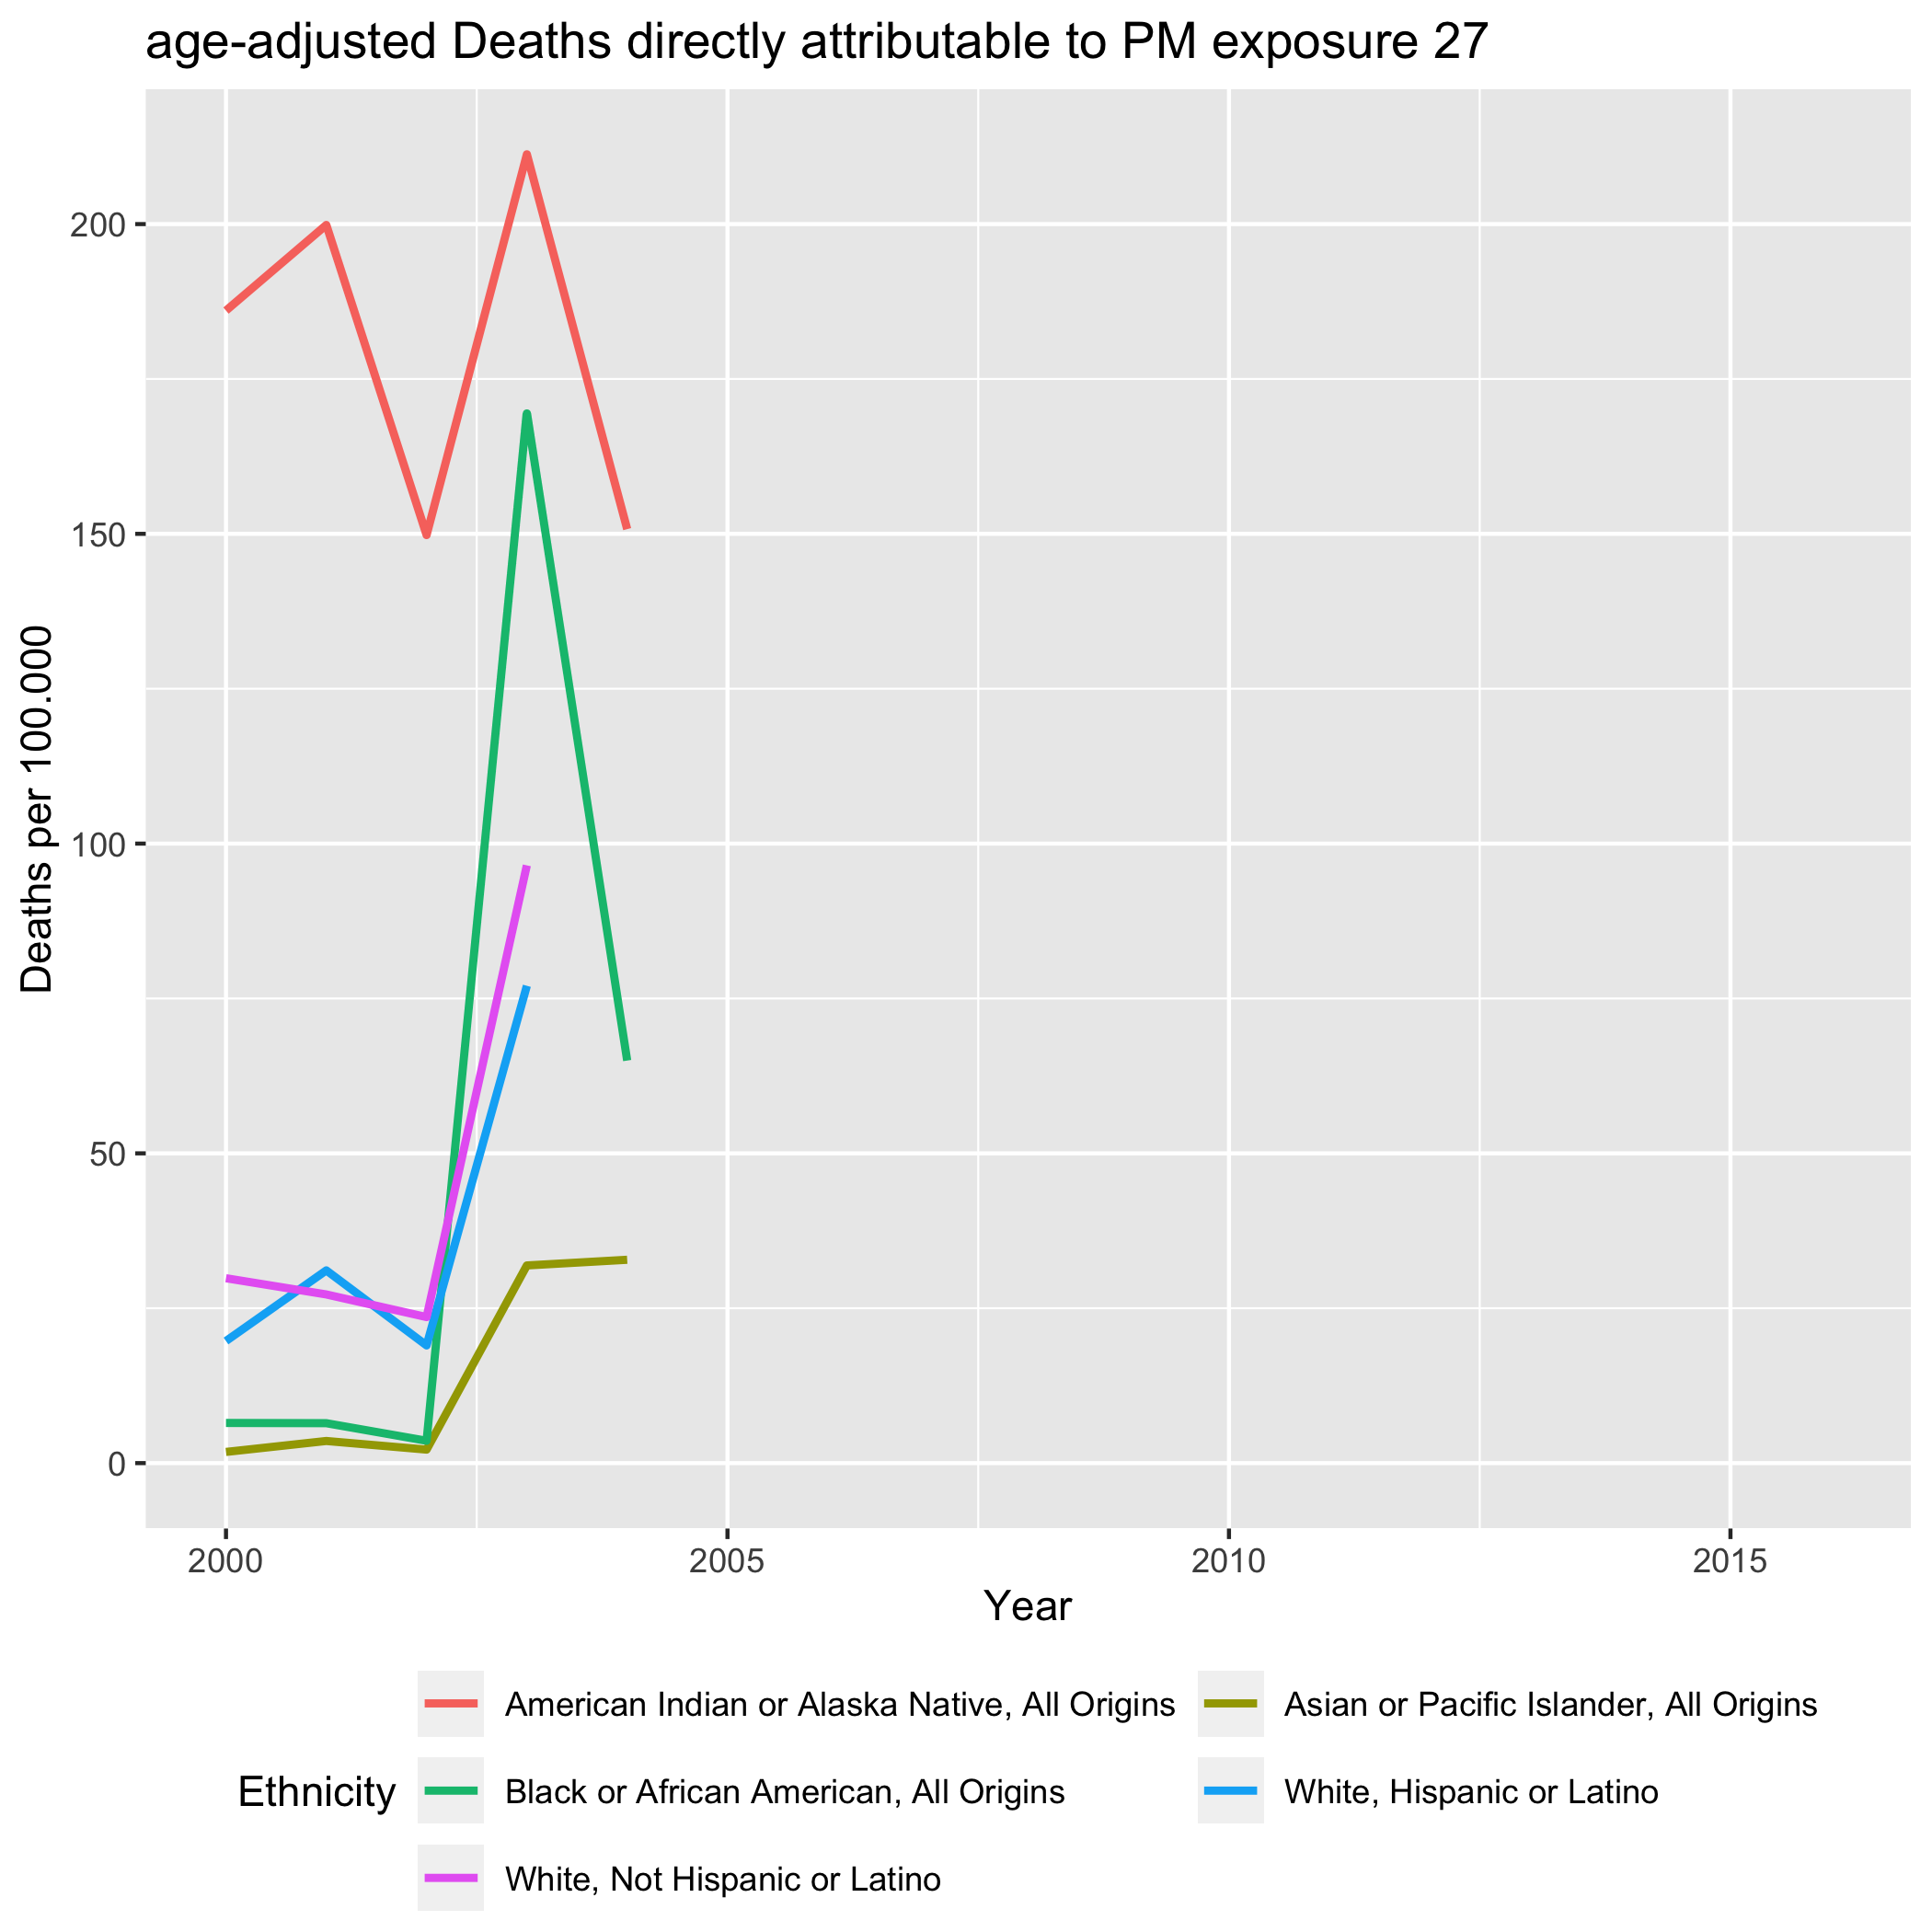 age-adjusted Deaths directly attributable to PM exposure 27
Deaths per 100.000
200
150
100
50
0
2000 2005 2010 2015
Year
Ethnicity
American Indian or Alaska Native, All Origins
Asian or Pacific Islander, All Origins
Black or African American, All Origins
White, Hispanic or Latino
White, Not Hispanic or Latino